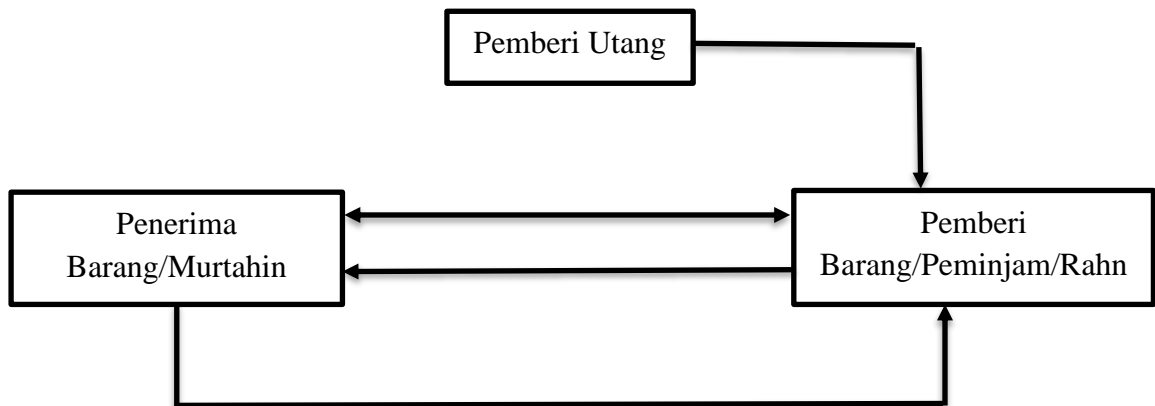 Pemberi Utang
Penerima
Barang/Murtahin
Pemberi
Barang/Peminjam/Rahn